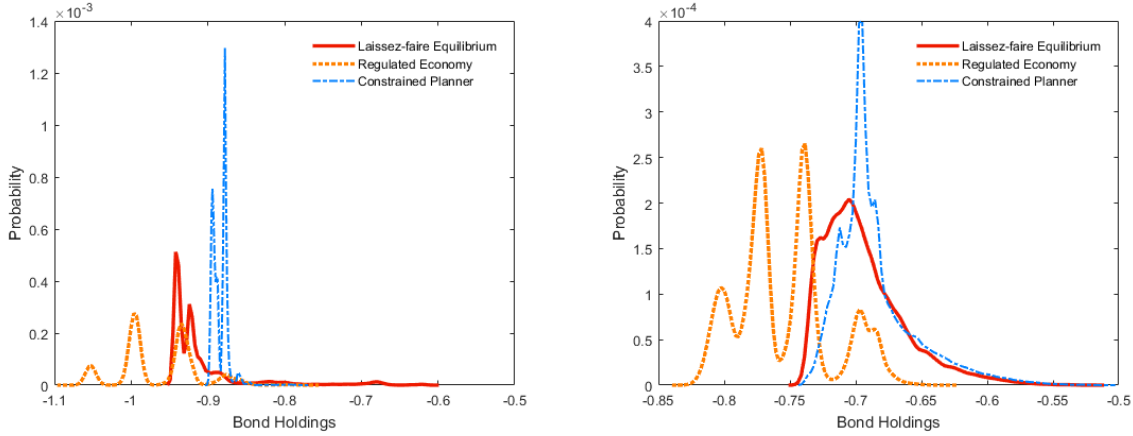 ×10⁻³
1.4
1.2
1
0.8
0.6
0.4
0.2
0
Probability
Laissez-faire Equilibrium
Regulated Economy
Constrained Planner
-1.1 -1 -0.9 -0.8 -0.7 -0.6 -0.5
Bond Holdings
×10⁻⁴
4
3.5
3
2.5
2
1.5
1
0.5
0
Probability
Laissez-faire Equilibrium
Regulated Economy
Constrained Planner
-0.85 -0.8 -0.75 -0.7 -0.65 -0.6 -0.55 -0.5
Bond Holdings